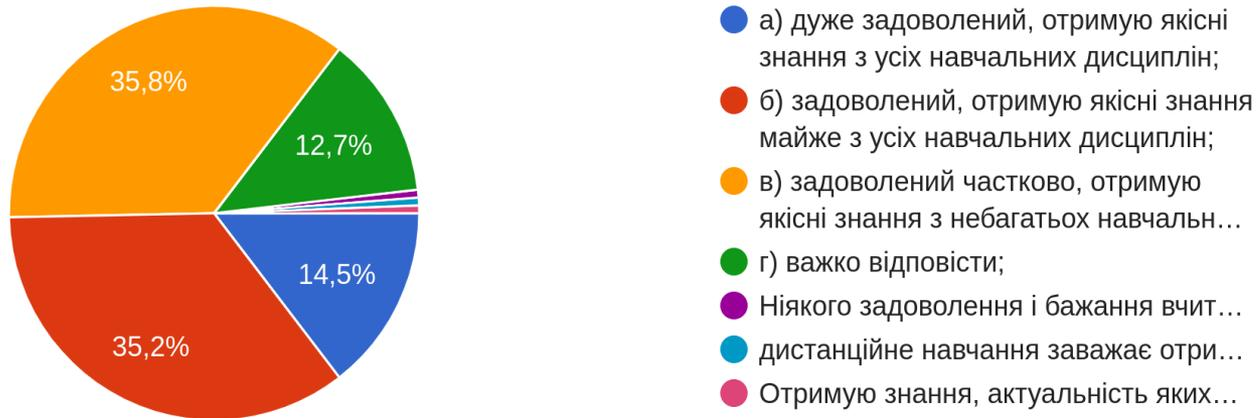 35,8%
12,7%
14,5%
35,2%
а) дуже задоволений, отримую якісні
знання з усіх навчальних дисциплін;
б) задоволений, отримую якісні знання
майже з усіх навчальних дисциплін;
в) задоволений частково, отримую
якісні знання з небагатьох навчальн…
г) важко відповісти;
Ніякого задоволення і бажання вчит…
дистанційне навчання заважає отри…
Отримую знання, актуальність яких…